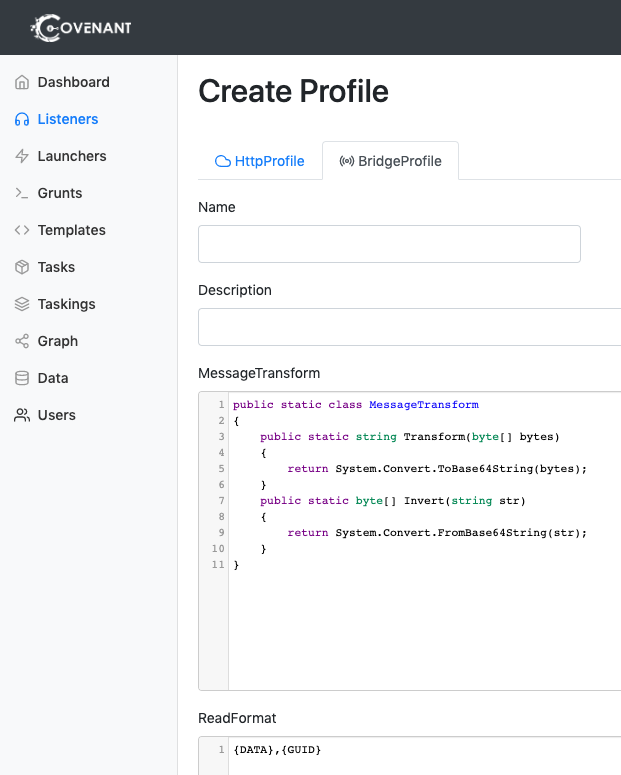 COVENANT
Dashboard
Listeners
Launchers
Grunts
Templates
Tasks
Taskings
Graph
Data
Users
Create Profile
HttpProfile
BridgeProfile
Name
Description
MessageTransform
1 public static class MessageTransform
2 {
3     public static string Transform(byte[] bytes)
4     {
5         return System.Convert.ToBase64String(bytes);
6     }
7     public static byte[] Invert(string str)
8     {
9         return System.Convert.FromBase64String(str);
10     }
11 }
ReadFormat
1 {DATA},{GUID}